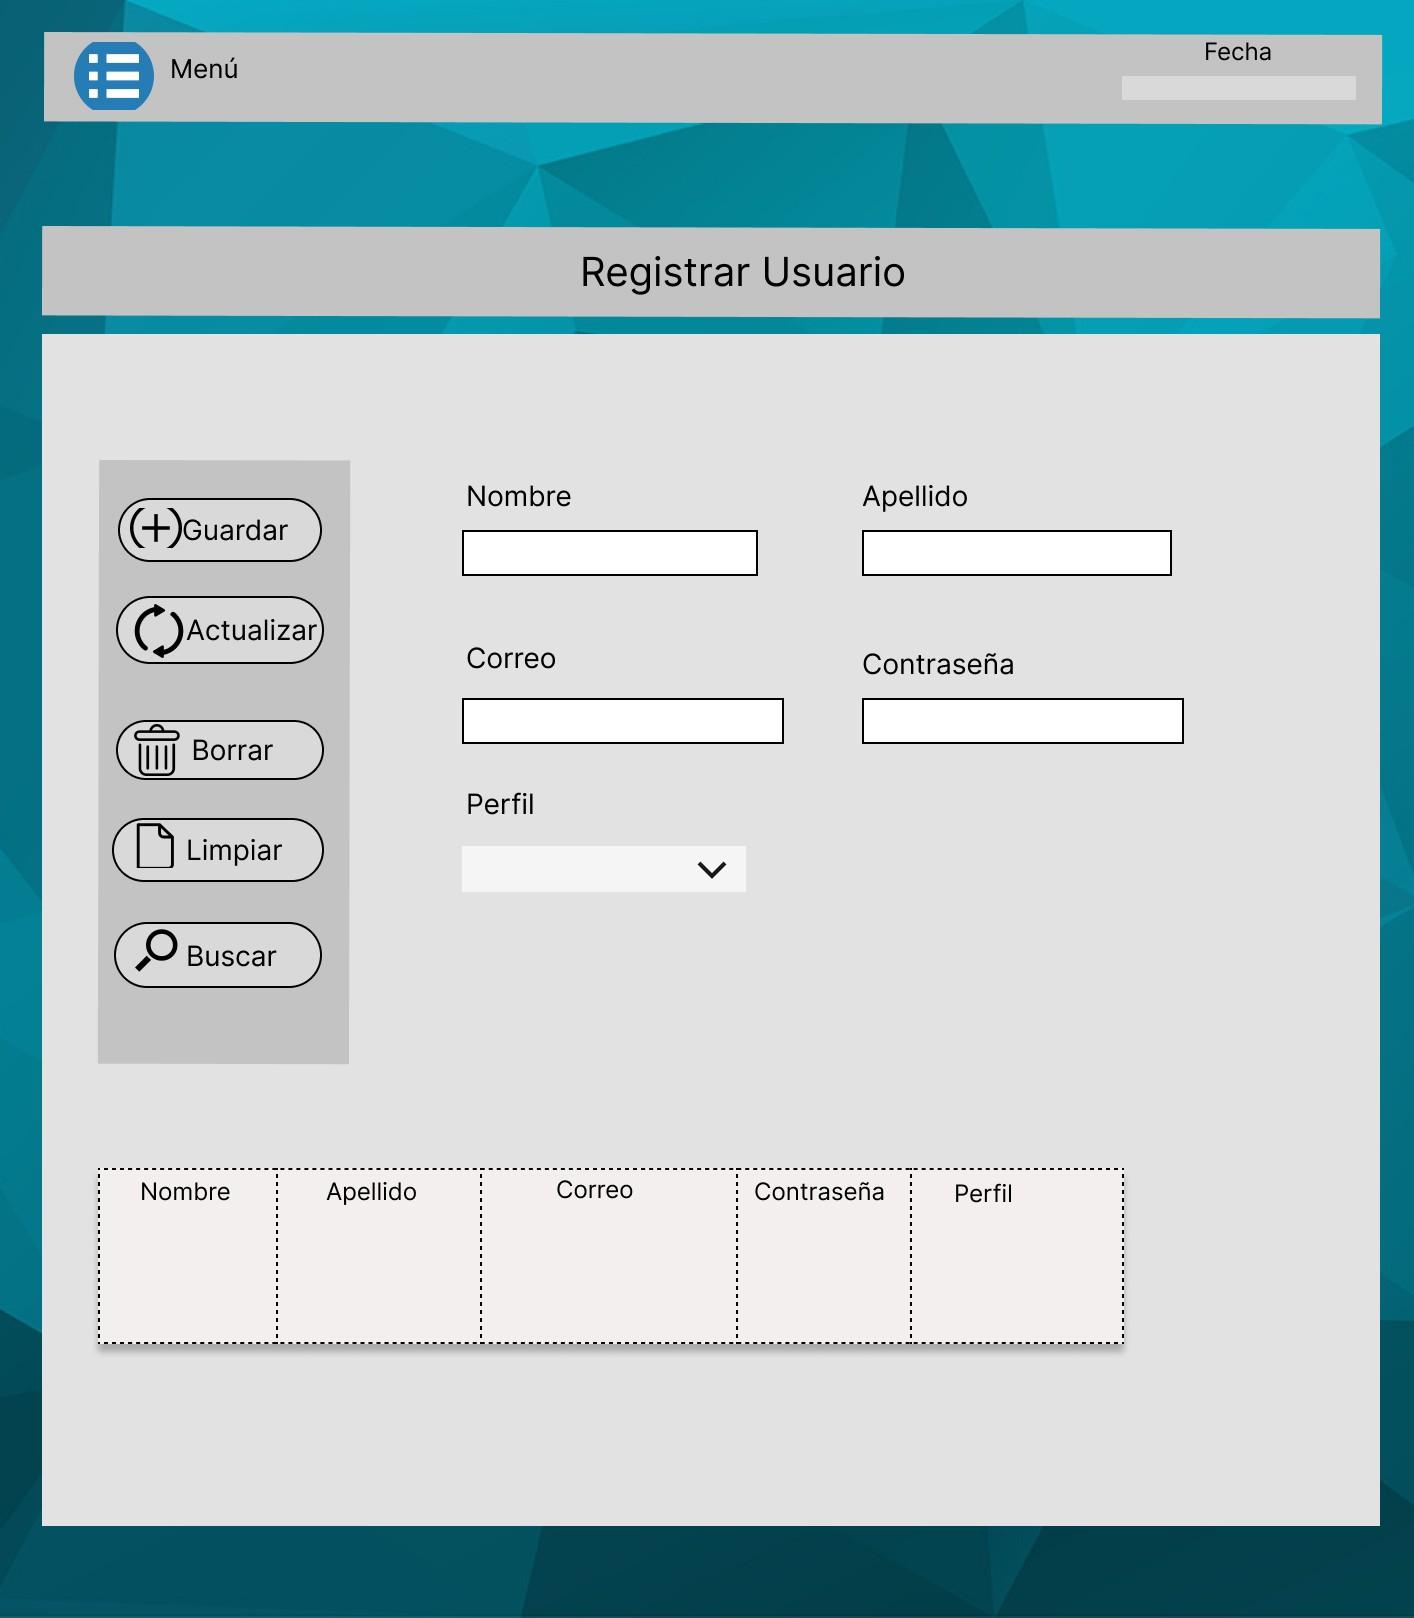 Menú
Fecha
Registrar Usuario
Guardar
Actualizar
Borrar
Limpiar
Buscar
Nombre
Apellido
Correo
Contraseña
Perfil
Nombre
Apellido
Correo
Contraseña
Perfil